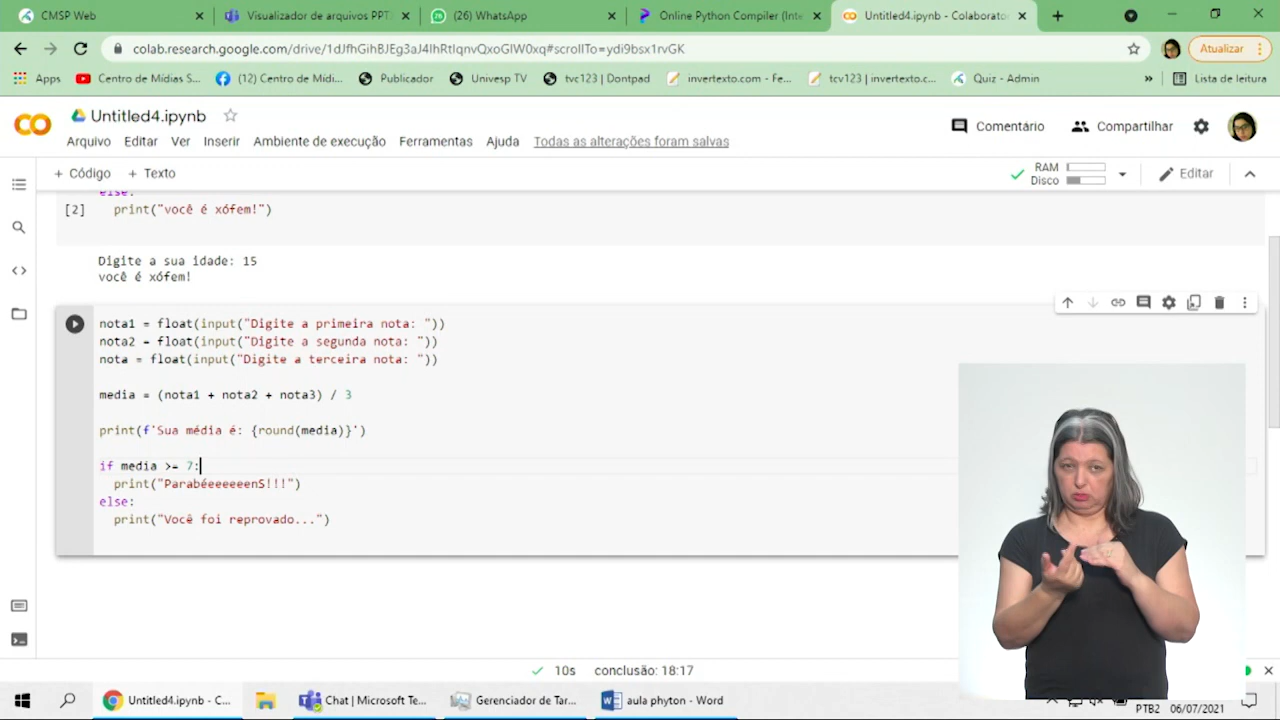 CMSP Web
Visualizador de arquivos PPT
(26) WhatsApp
Online Python Compiler (Inte
Untitled4.ipynb - Colaborato
colab.research.google.com/drive/1dJfhGihBJEg3aJ4IhRtIqnvQxoGIW0xq#scrollTo=ydi9bsx1rvGK
Atualizar
Apps
Centro de Mídias S...
(12) Centro de Mídi...
Publicador
Univesp TV
tvc123 | Dontpad
invertexto.com - Fe...
tcv123 | invertexto.c...
Quiz - Admin
»
Lista de leitura
Untitled4.ipynb
Arquivo Editar Ver Inserir Ambiente de execução Ferramentas Ajuda Todas as alterações foram salvas
Comentário
Compartilhar
+ Código + Texto
RAM
Disco
Editar
else:
[2] print("você é xófem!")
Digite a sua idade: 15
você é xófem!
nota1 = float(input("Digite a primeira nota: "))
nota2 = float(input("Digite a segunda nota: "))
nota = float(input("Digite a terceira nota: "))
media = (nota1 + nota2 + nota3) / 3
print(f'Sua média é: {round(media)}')
if media >= 7:
print("ParabéeeeeenS!!!")
else:
print("Você foi reprovado...")
10s conclusão: 18:17
Untitled4.ipynb - C...
Chat | Microsoft Te...
Gerenciador de Tar...
aula phyton - Word
PTB2 06/07/2021